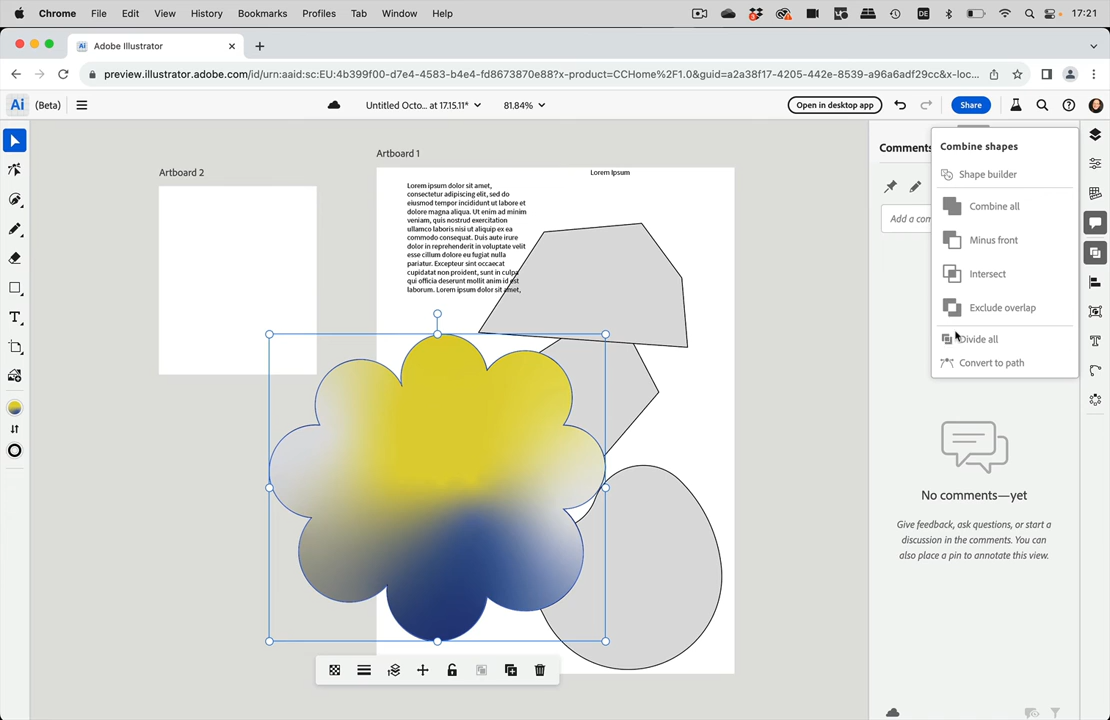 Chrome File Edit View History Bookmarks Profiles Tab Window Help
3
DE
17:21
Ai Adobe Illustrator
preview.illustrator.adobe.com/id/urn:aaid:sc:EU:4b399f00-d7e4-4583-b4e4-fd8673870e88?x-product=CCHome%2F1.0&guid=a2a38f17-4205-442e-8539-a96a6adf29cc&x-loc...
Ai (Beta)
Untitled Octo... at 17.15.11*
81.84%
Open in desktop app
Share
Artboard 2
Artboard 1
Lorem Ipsum
Lorem ipsum dolor sit amet,
consectetur adipiscing elit, sed do
eiusmod tempor incididunt ut labore et
dolore magna aliqua. Ut enim ad minim
veniam, quis nostrud exercitation
ullamco laboris nisi ut aliquip ex ea
commodo consequat. Duis aute irure
dolor in reprehenderit in voluptate velit
esse cillum dolore eu fugiat nulla
pariatur. Excepteur sint occaecat
cupidatat non proident, sunt in culpa
qui officia deserunt mollit anim id est
laborum. Lorem ipsum dolor sit amet,
Comments
Add a com
Combine shapes
Shape builder
Combine all
Minus front
Intersect
Exclude overlap
Divide all
Convert to path
No comments—yet
Give feedback, ask questions, or start a
discussion in the comments. You can
also place a pin to annotate this view.